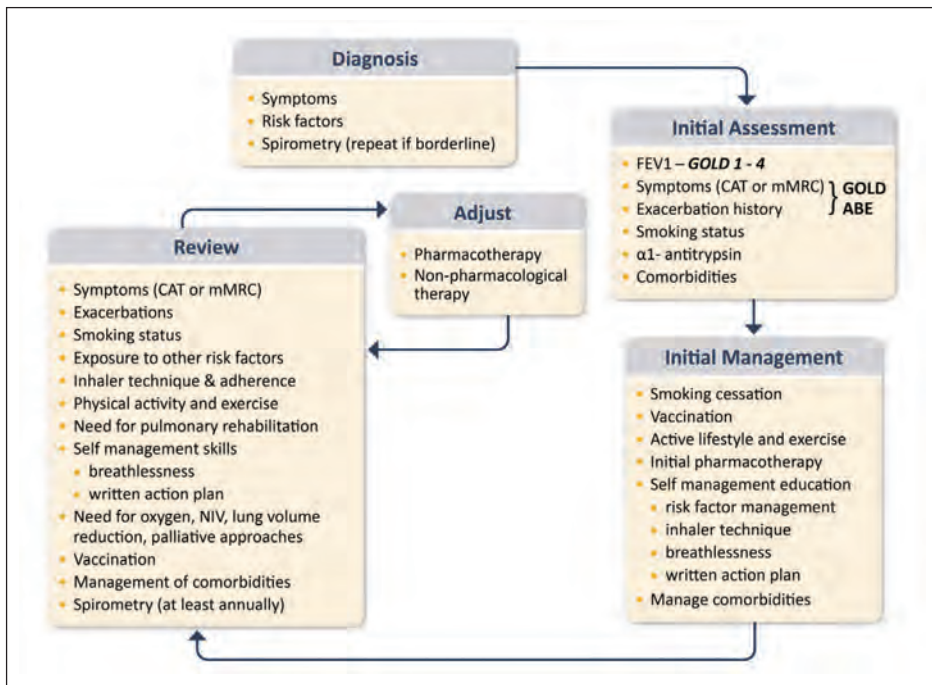 Diagnosis
• Symptoms
• Risk factors
• Spirometry (repeat if borderline)
Initial Assessment
• FEV1 – GOLD 1 - 4
• Symptoms (CAT or mMRC)
• Exacerbation history
} GOLD
ABE
• Smoking status
• α1- antitrypsin
• Comorbidities
Initial Management
• Smoking cessation
• Vaccination
• Active lifestyle and exercise
• Initial pharmacotherapy
• Self management education
• risk factor management
• inhaler technique
• breathlessness
• written action plan
• Manage comorbidities
Review
• Symptoms (CAT or mMRC)
• Exacerbations
• Smoking status
• Exposure to other risk factors
• Inhaler technique & adherence
• Physical activity and exercise
• Need for pulmonary rehabilitation
• Self management skills
• breathlessness
• written action plan
• Need for oxygen, NIV, lung volume
reduction, palliative approaches
• Vaccination
• Management of comorbidities
• Spirometry (at least annually)
Adjust
• Pharmacotherapy
• Non-pharmacological
therapy